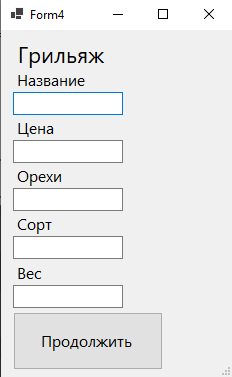 Form4
Грильяж
Название
Цена
Орехи
Сорт
Вес
Продолжить